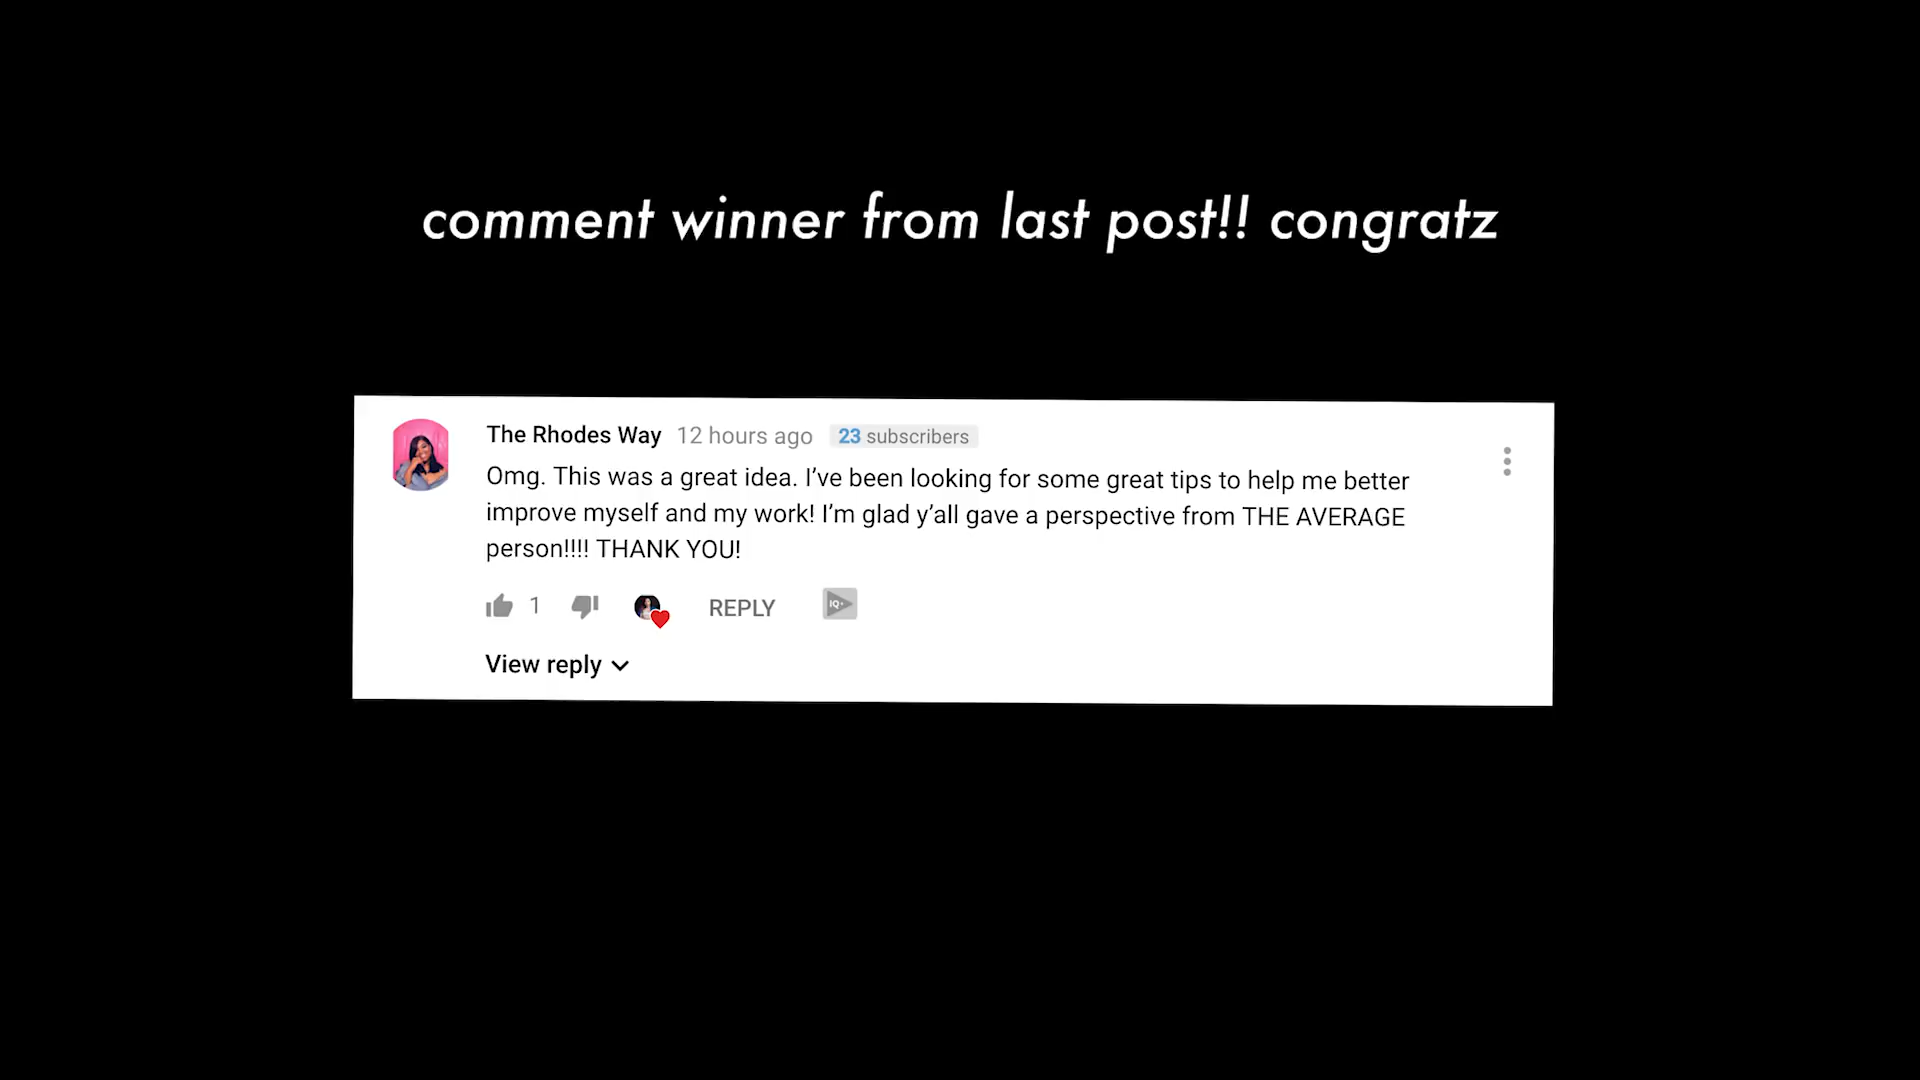 comment winner from last post!! congratz
The Rhodes Way 12 hours ago 23 subscribers
Omg. This was a great idea. I’ve been looking for some great tips to help me better
improve myself and my work! I’m glad y’all gave a perspective from THE AVERAGE
person!!!! THANK YOU!
1 REPLY IQ+
View reply